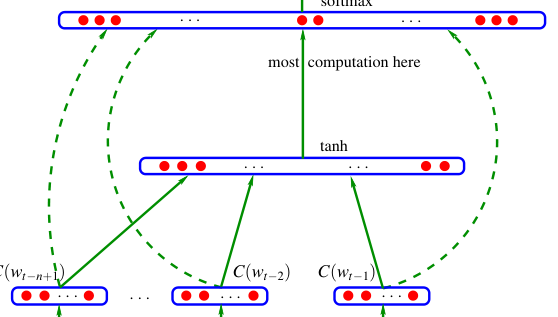 softmax
. . . . . .
most computation here
tanh
. . . . . .
C(w_{t−n+1}) C(w_{t−2}) C(w_{t−1})
. . . . . . . . . . . .